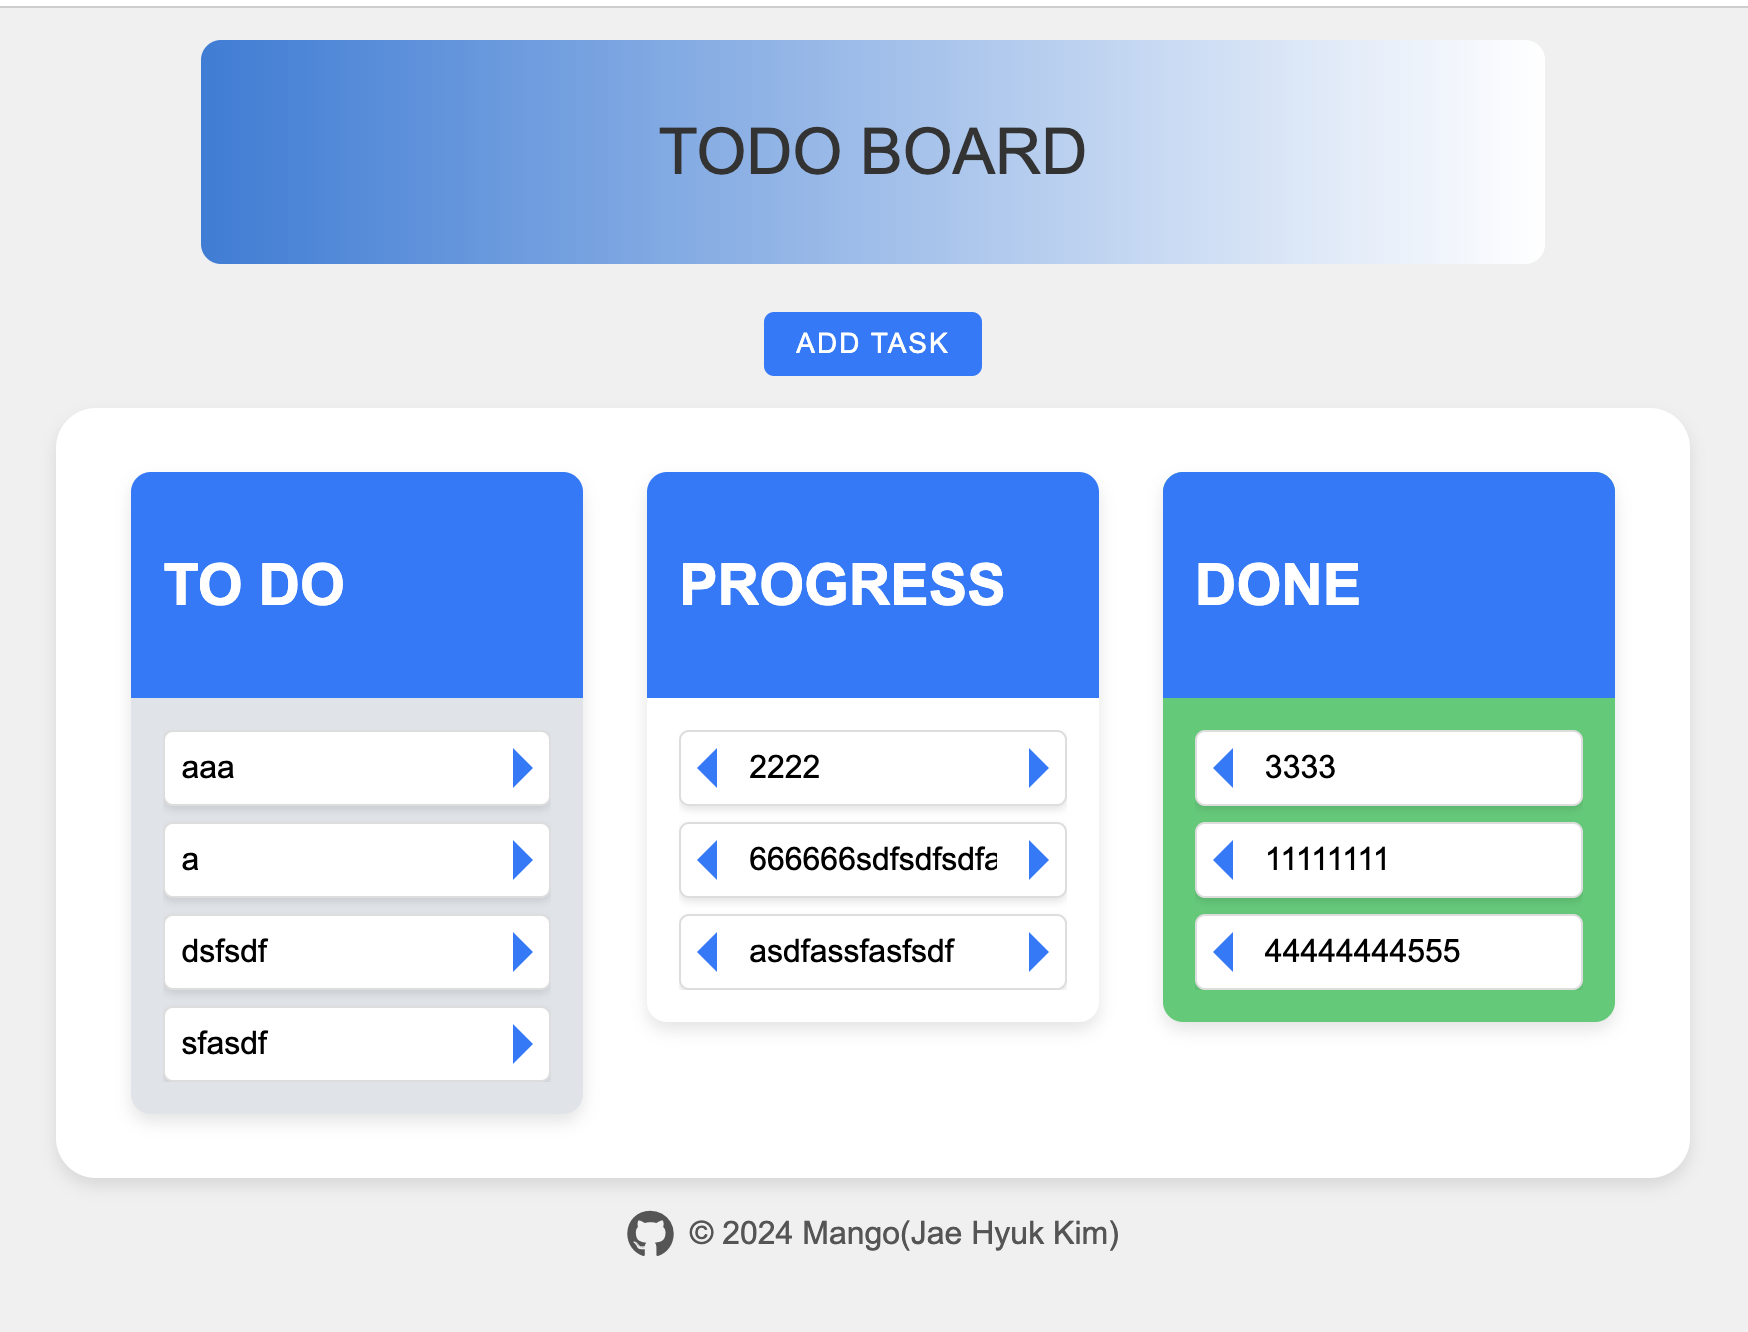 TODO BOARD
ADD TASK
TO DO
aaa
a
dsfsdf
sfasdf
PROGRESS
2222
666666sdfsdfsdfa
asdfassfasfsdf
DONE
3333
11111111
44444444555
© 2024 Mango(Jae Hyuk Kim)